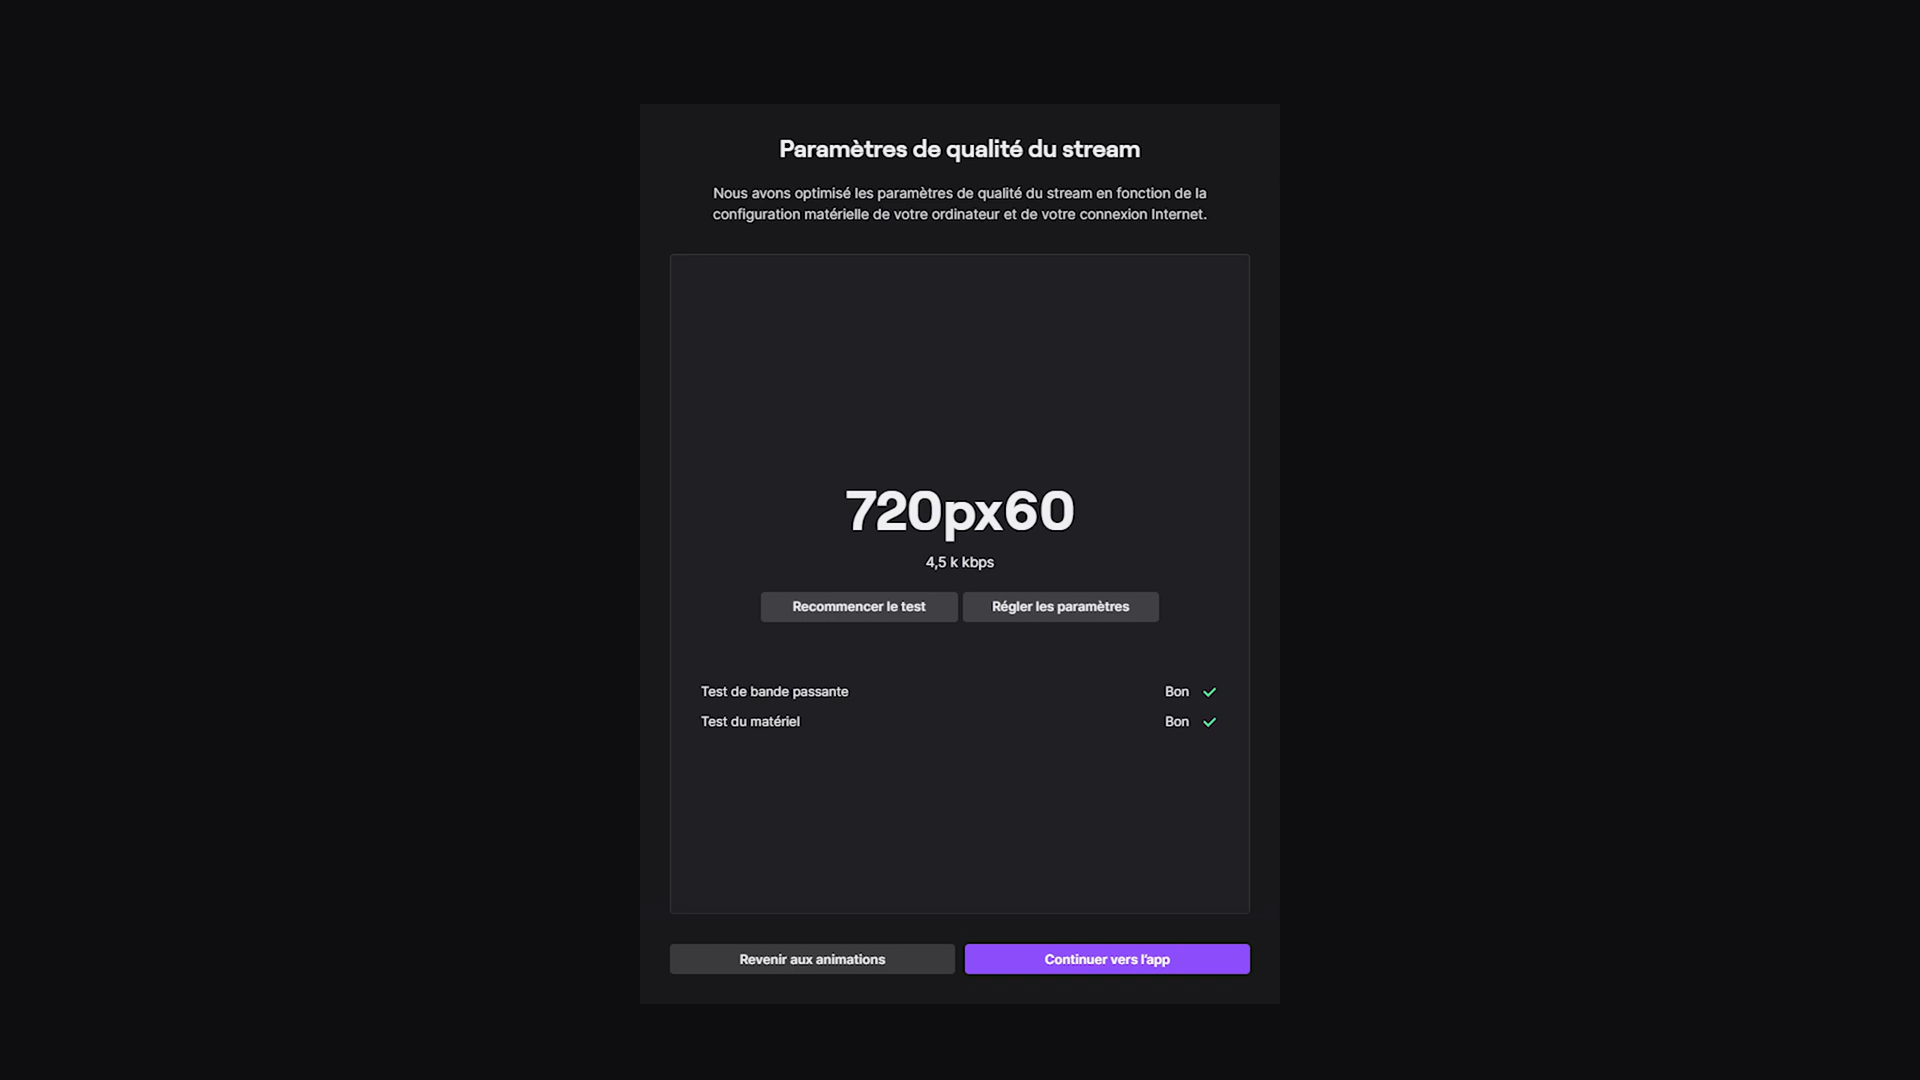 Paramètres de qualité du stream
Nous avons optimisé les paramètres de qualité du stream en fonction de la
configuration matérielle de votre ordinateur et de votre connexion Internet.
720px60
4,5 k kbps
Recommencer le test
Régler les paramètres
Test de bande passante Bon
Test du matériel Bon
Revenir aux animations
Continuer vers l'app